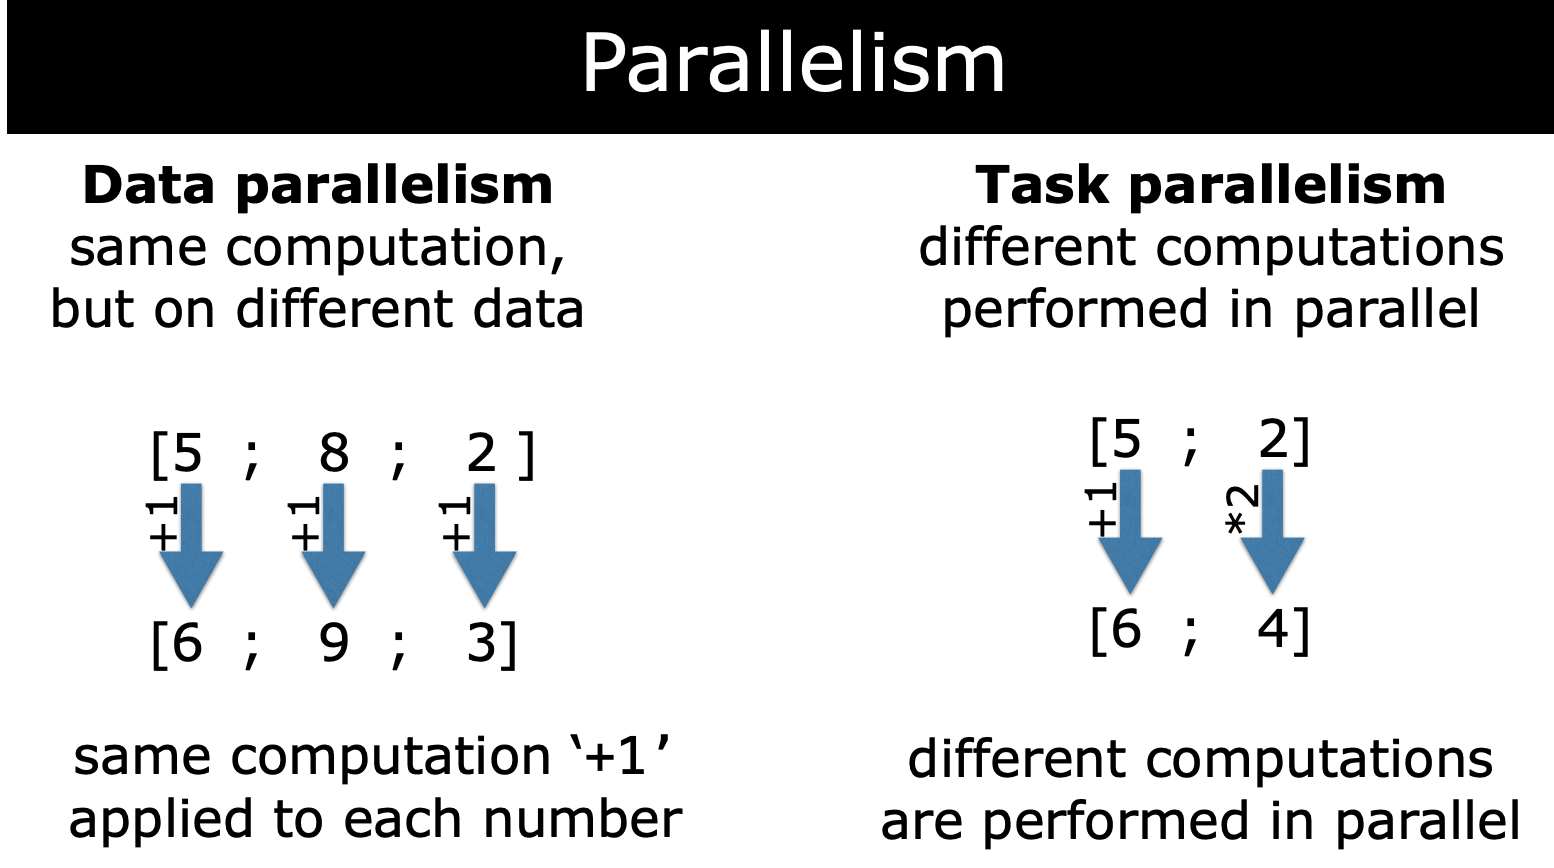 Parallelism
Data parallelism
same computation,
but on different data
[5 ; 8 ; 2 ]
+1 +1 +1
[6 ; 9 ; 3]
same computation ‘+1’
applied to each number
Task parallelism
different computations
performed in parallel
[5 ; 2]
+1 *2
[6 ; 4]
different computations
are performed in parallel